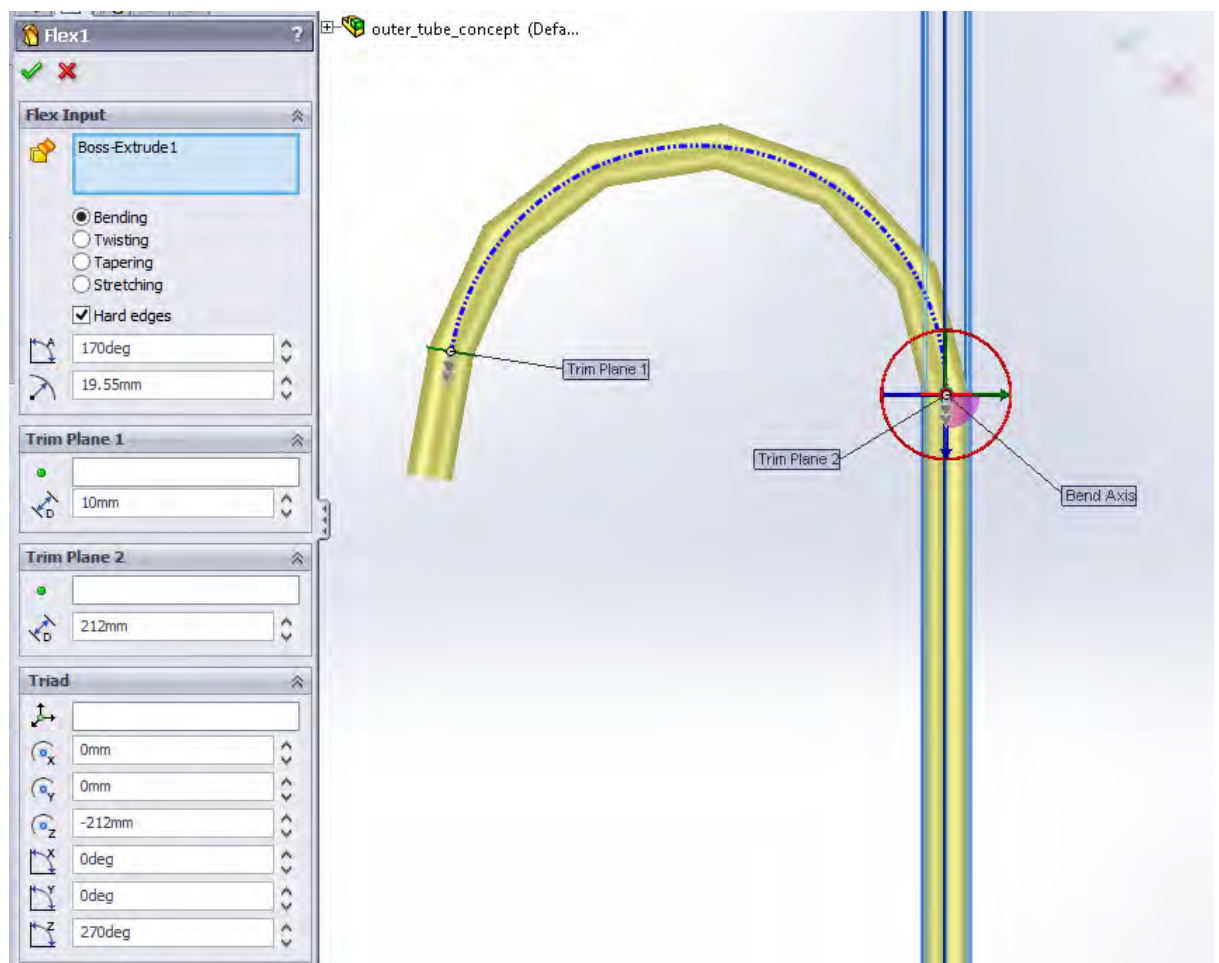 Flex1 ?
outer_tube_concept (Defa...
Flex Input
Boss-Extrude1
Bending
Twisting
Tapering
Stretching
Hard edges
A
170deg
19.55mm
Trim Plane 1
D
10mm
Trim Plane 2
D
212mm
Triad
X
0mm
Y
0mm
Z
-212mm
X
0deg
Y
0deg
Z
270deg
Trim Plane 1
Trim Plane 2
Bend Axis